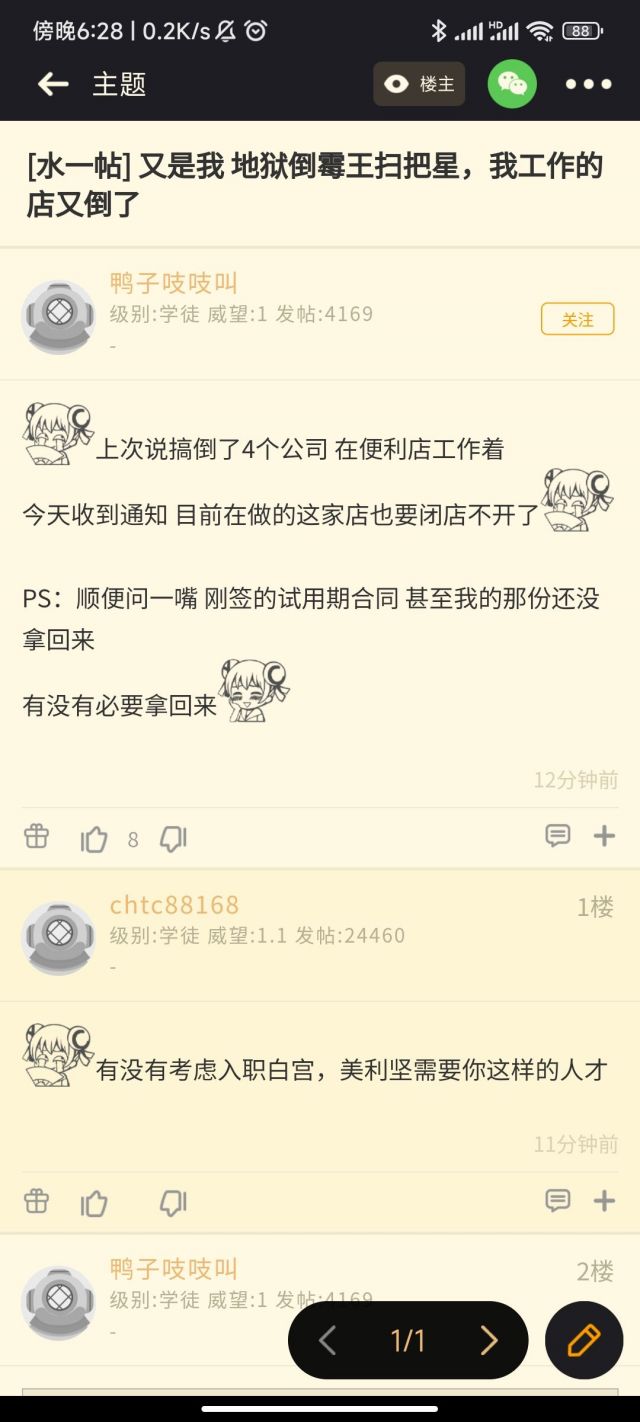 傍晚6:28 | 0.2K/s
HD
88
主题
楼主
[水一帖] 又是我 地狱倒霉王扫把星，我工作的
店又倒了
鸭子吱吱叫
级别:学徒 威望:1 发帖:4169
-
关注
上次说搞倒了4个公司 在便利店工作着
今天收到通知 目前在做的这家店也要闭店不开了
PS：顺便问一嘴 刚签的试用期合同 甚至我的那份还没
拿回来
有没有必要拿回来
12分钟前
8
chtc88168
1楼
级别:学徒 威望:1.1 发帖:24460
-
有没有考虑入职白宫，美利坚需要你这样的人才
11分钟前
鸭子吱吱叫
2楼
级别:学徒 威望:1 发帖:4169
-
1/1